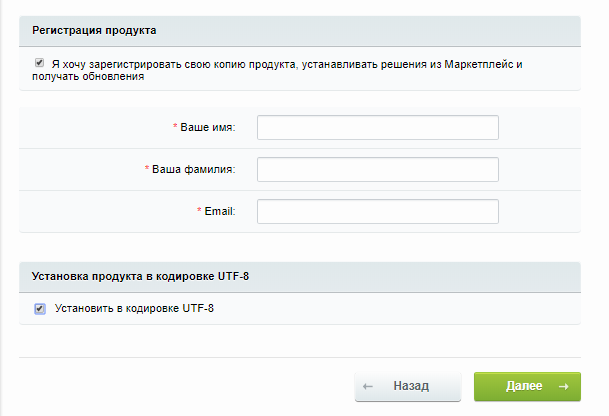 Регистрация продукта
Я хочу зарегистрировать свою копию продукта, устанавливать решения из Маркетплейс и
получать обновления
* Ваше имя:
* Ваша фамилия:
* Email:
Установка продукта в кодировке UTF-8
Установить в кодировке UTF-8
← Назад
Далее →